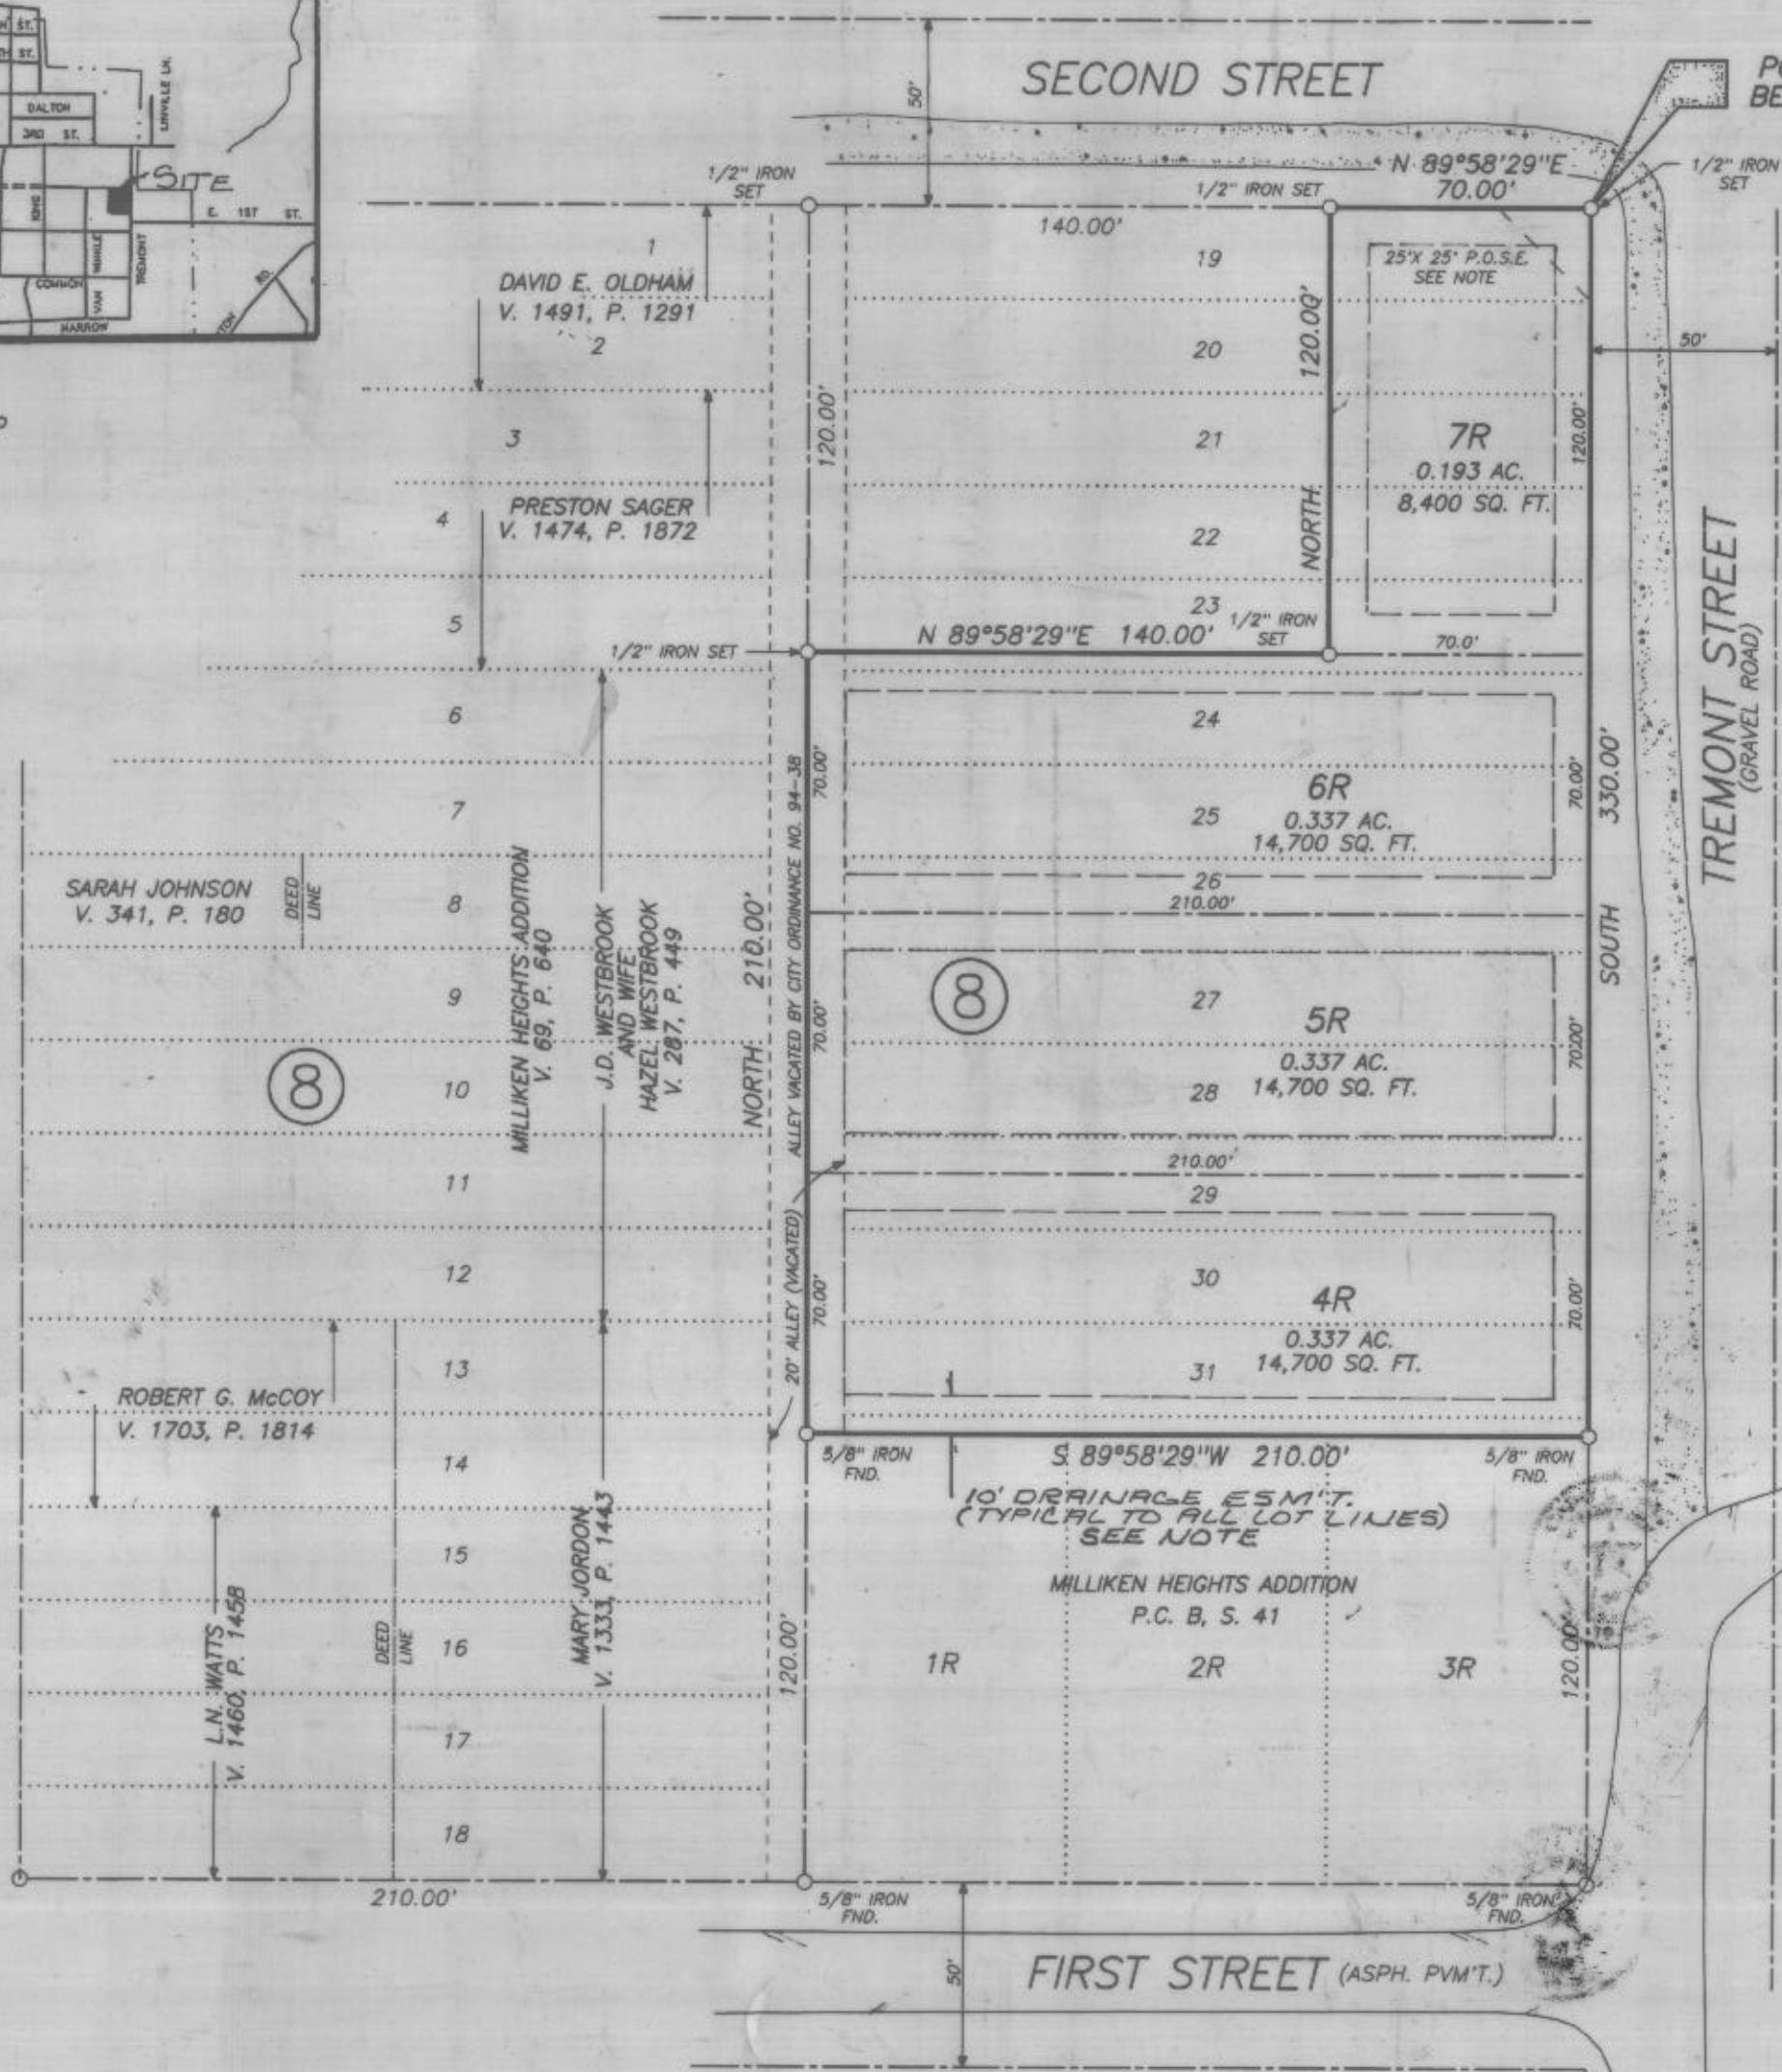 ST.
ST.
DALTON
3RD ST.
LINVILLE LN.
SITE
KING
E. 1ST ST.
VAN WINKLE
TREMONT
COMMON
RD.
HARROW
SECOND STREET
50'
1/2" IRON
SET
1/2" IRON SET
N 89°58'29"E
70.00'
1/2" IRON
SET
140.00'
1
DAVID E. OLDHAM
V. 1491, P. 1291
2
19
25'X 25' P.O.S.E.
SEE NOTE
20
120.00'
NORTH
50'
3
120.00'
21
7R
0.193 AC.
8,400 SQ. FT.
120.00'
4
PRESTON SAGER
V. 1474, P. 1872
22
TREMONT STREET
(GRAVEL ROAD)
5
23
1/2" IRON
SET
1/2" IRON SET
N 89°58'29"E 140.00'
70.0'
6
24
7
70.00'
25
6R
0.337 AC.
14,700 SQ. FT.
70.00'
330.00'
SOUTH
26
210.00'
SARAH JOHNSON
V. 341, P. 180
DEED
LINE
8
MILLIKEN HEIGHTS ADDITION
V. 69, P. 640
J.D. WESTBROOK
AND WIFE
HAZEL WESTBROOK
V. 287, P. 449
NORTH 210.00'
ALLEY VACATED BY CITY ORDINANCE NO. 94-38
9
8
27
5R
0.337 AC.
14,700 SQ. FT.
70.00'
70.00'
8
10
28
11
210.00'
29
20' ALLEY (VACATED)
12
30
4R
0.337 AC.
14,700 SQ. FT.
70.00'
70.00'
13
31
ROBERT G. McCOY
V. 1703, P. 1814
14
5/8" IRON
FND.
S 89°58'29"W 210.00'
5/8" IRON
FND.
10' DRAINAGE ESM'T.
(TYPICAL TO ALL LOT LINES)
SEE NOTE
15
L.N. WATTS
V. 1460, P. 1458
DEED
LINE
16
MARY JORDON
V. 1333, P. 1443
MILLIKEN HEIGHTS ADDITION
P.C. B, S. 41
120.00'
1R
2R
3R
120.00'
17
18
210.00'
5/8" IRON
FND.
5/8" IRON
FND.
50'
FIRST STREET (ASPH. PVM'T.)